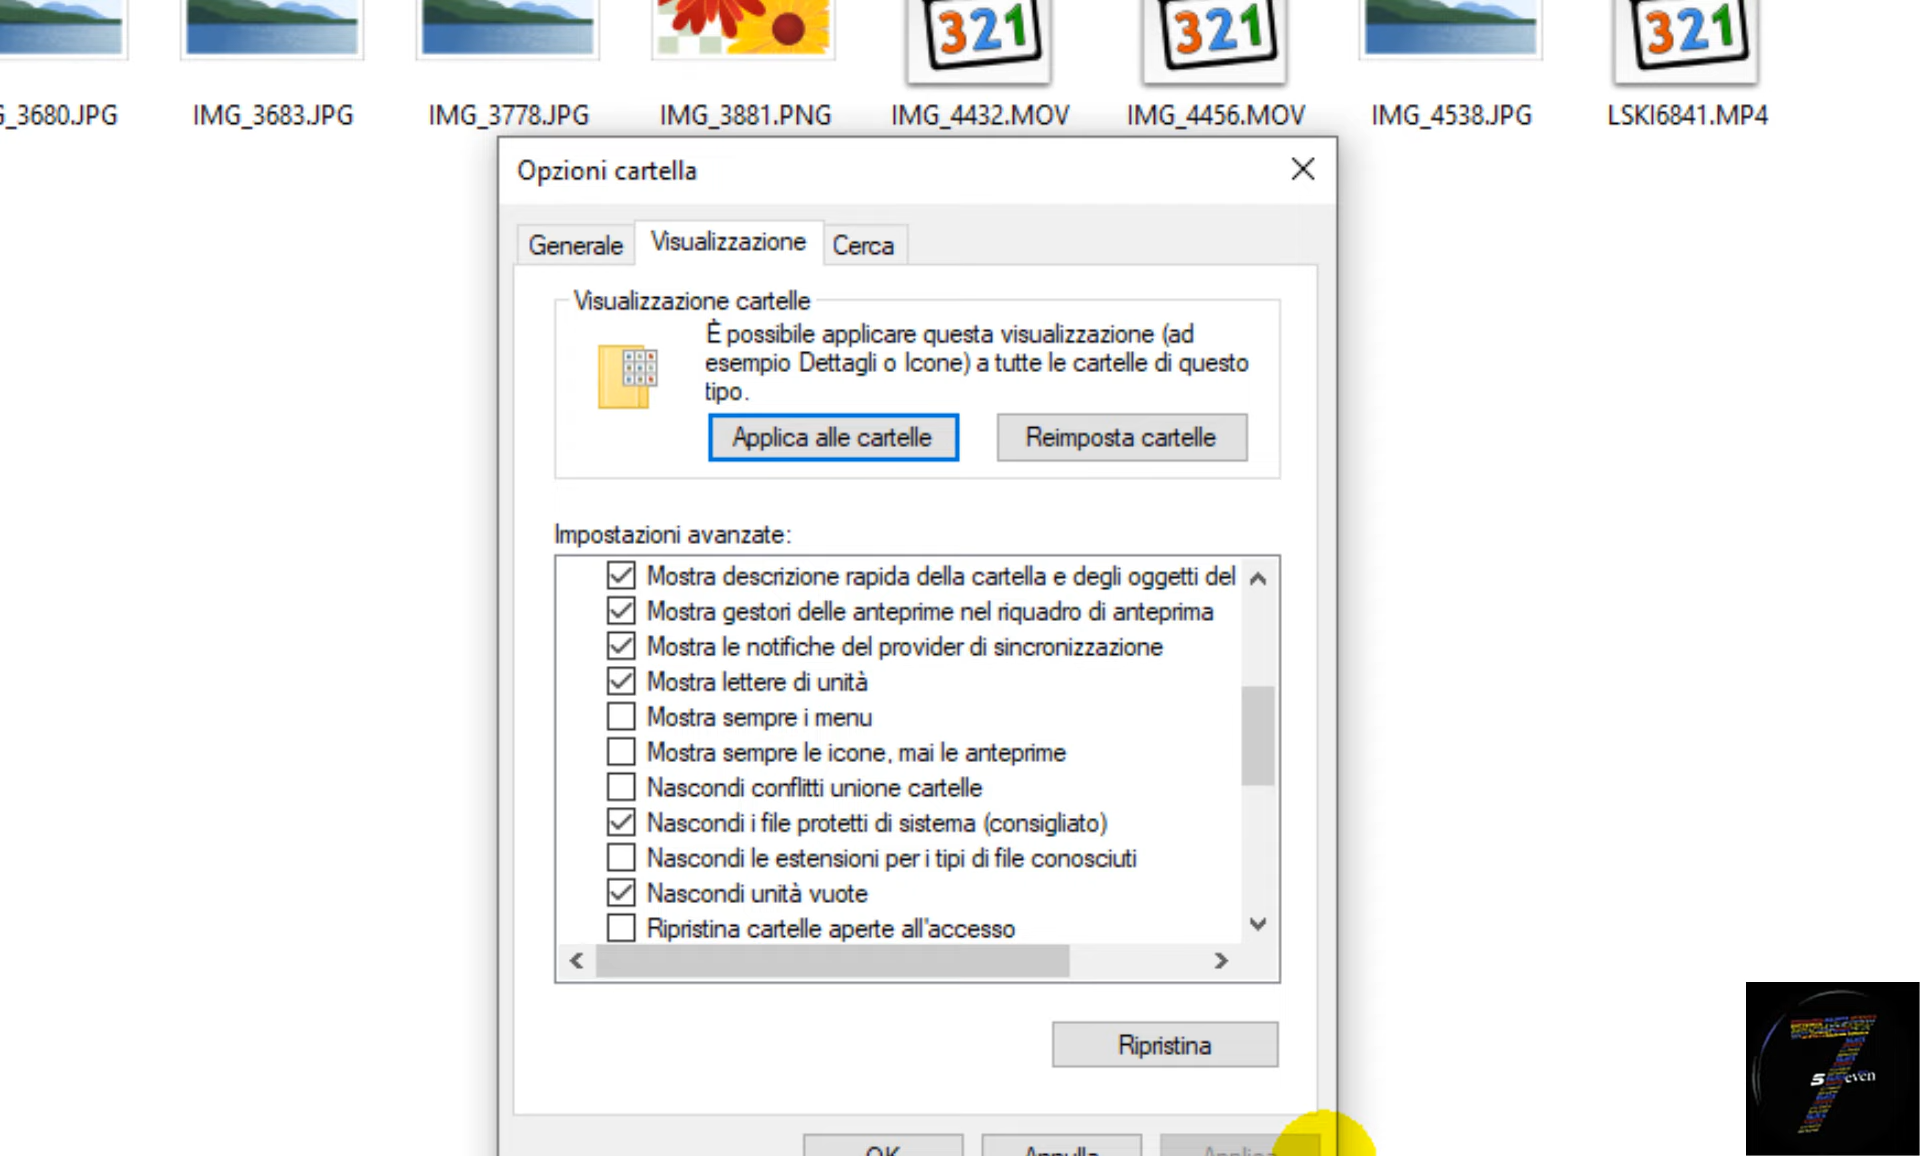 321 321 321
_3680.JPG IMG_3683.JPG IMG_3778.JPG IMG_3881.PNG IMG_4432.MOV IMG_4456.MOV IMG_4538.JPG LSKI6841.MP4
Opzioni cartella
Generale Visualizzazione Cerca
Visualizzazione cartelle
È possibile applicare questa visualizzazione (ad
esempio Dettagli o Icone) a tutte le cartelle di questo
tipo.
Applica alle cartelle Reimposta cartelle
Impostazioni avanzate:
Mostra descrizione rapida della cartella e degli oggetti del
Mostra gestori delle anteprime nel riquadro di anteprima
Mostra le notifiche del provider di sincronizzazione
Mostra lettere di unità
Mostra sempre i menu
Mostra sempre le icone, mai le anteprime
Nascondi conflitti unione cartelle
Nascondi i file protetti di sistema (consigliato)
Nascondi le estensioni per i tipi di file conosciuti
Nascondi unità vuote
Ripristina cartelle aperte all'accesso
Ripristina
OK Annulla Applica